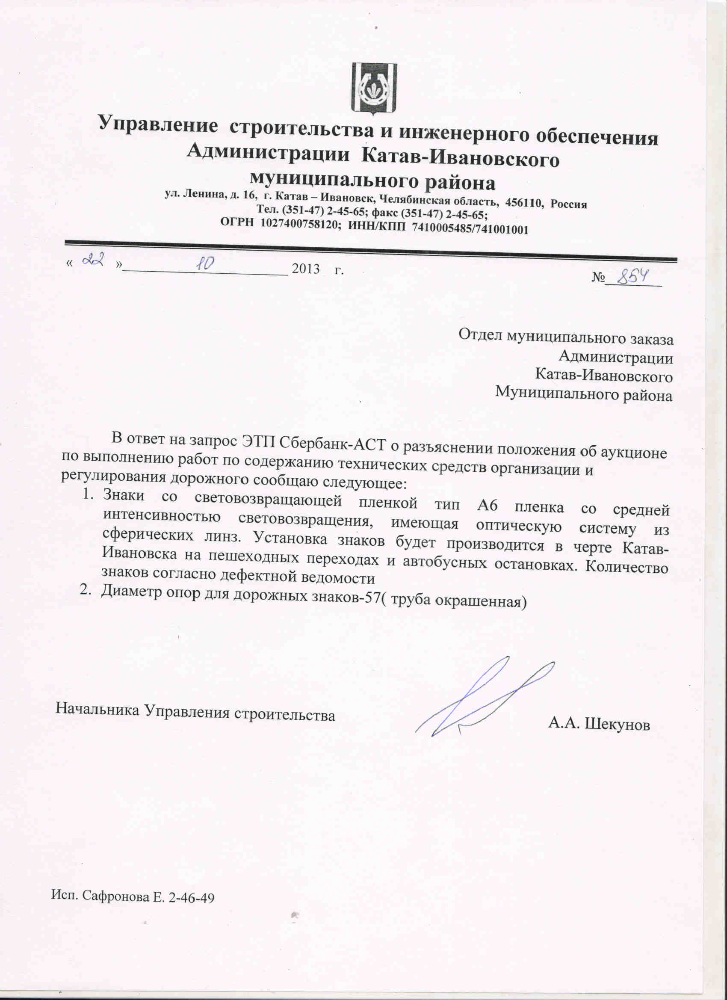 Управление строительства и инженерного обеспечения
Администрации Катав-Ивановского
муниципального района
ул. Ленина, д. 16, г. Катав – Ивановск, Челябинская область, 456110, Россия
Тел. (351-47) 2-45-65; факс (351-47) 2-45-65;
ОГРН 1027400758120; ИНН/КПП 7410005485/741001001
« 22 » 10 2013 г.
№ 854
Отдел муниципального заказа
Администрации
Катав-Ивановского
Муниципального района
В ответ на запрос ЭТП Сбербанк-АСТ о разъяснении положения об аукционе
по выполнению работ по содержанию технических средств организации и
регулирования дорожного сообщаю следующее:
1. Знаки со световозвращающей пленкой тип А6 пленка со средней
интенсивностью световозвращения, имеющая оптическую систему из
сферических линз. Установка знаков будет производится в черте Катав-
Ивановска на пешеходных переходах и автобусных остановках. Количество
знаков согласно дефектной ведомости
2. Диаметр опор для дорожных знаков-57( труба окрашенная)
Начальника Управления строительства
А.А. Шекунов
Исп. Сафронова Е. 2-46-49